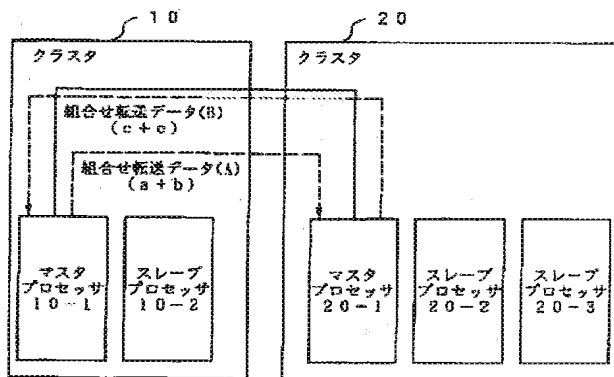 10
20
クラスタ
クラスタ
組合せ転送データ(B)
(c+e)
組合せ転送データ(A)
(a+b)
マスタ
プロセッサ
10-1
スレーブ
プロセッサ
10-2
マスタ
プロセッサ
20-1
スレーブ
プロセッサ
20-2
スレーブ
プロセッサ
20-3